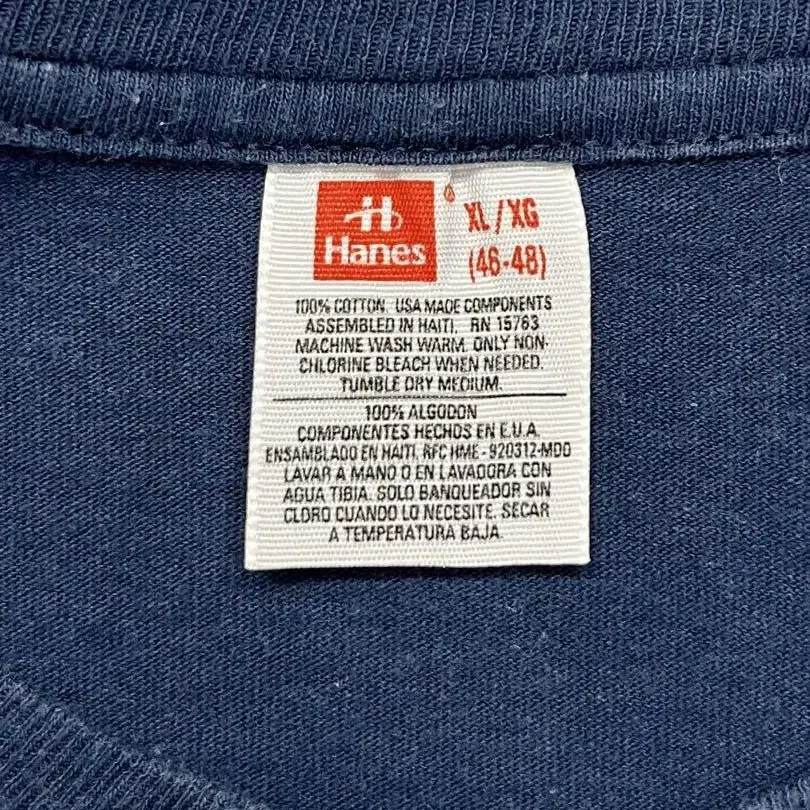 H
Hanes
XL/XG
(46-48)
100% COTTON. USA MADE COMPONENTS
ASSEMBLED IN HAITI. RN 15763
MACHINE WASH WARM. ONLY NON-
CHLORINE BLEACH WHEN NEEDED.
TUMBLE DRY MEDIUM.
100% ALGODON
COMPONENTES HECHOS EN E.U.A.
ENSAMBLADO EN HAITI. RFC HME - 920312-MD0
LAVAR A MANO O EN LAVADORA CON
AGUA TIBIA. SOLO BANQUEADOR SIN
CLORO CUANDO LO NECESITE. SECAR
A TEMPERATURA BAJA.